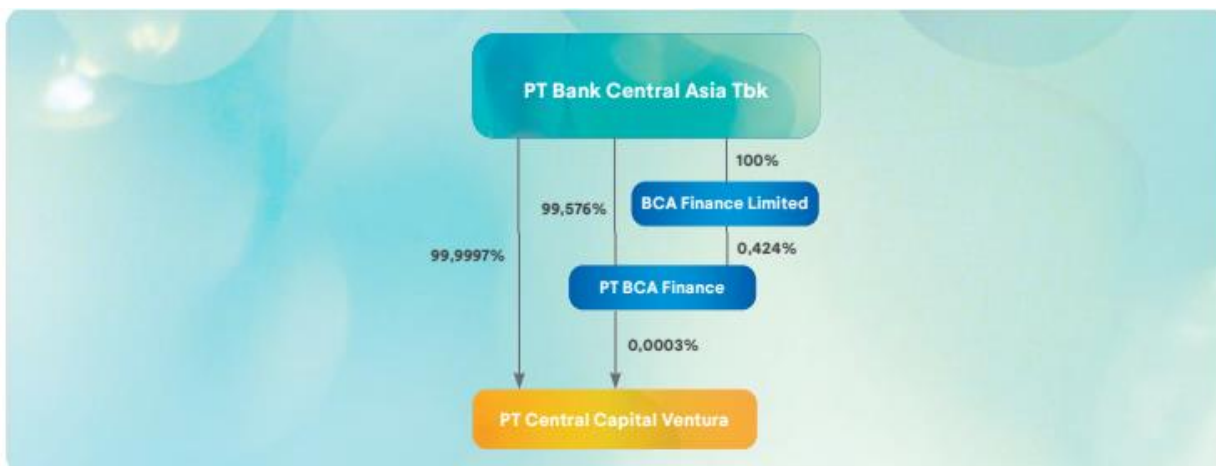 PT Bank Central Asia Tbk
100%
BCA Finance Limited
99,576%
0,424%
99,9997%
PT BCA Finance
0,0003%
PT Central Capital Ventura